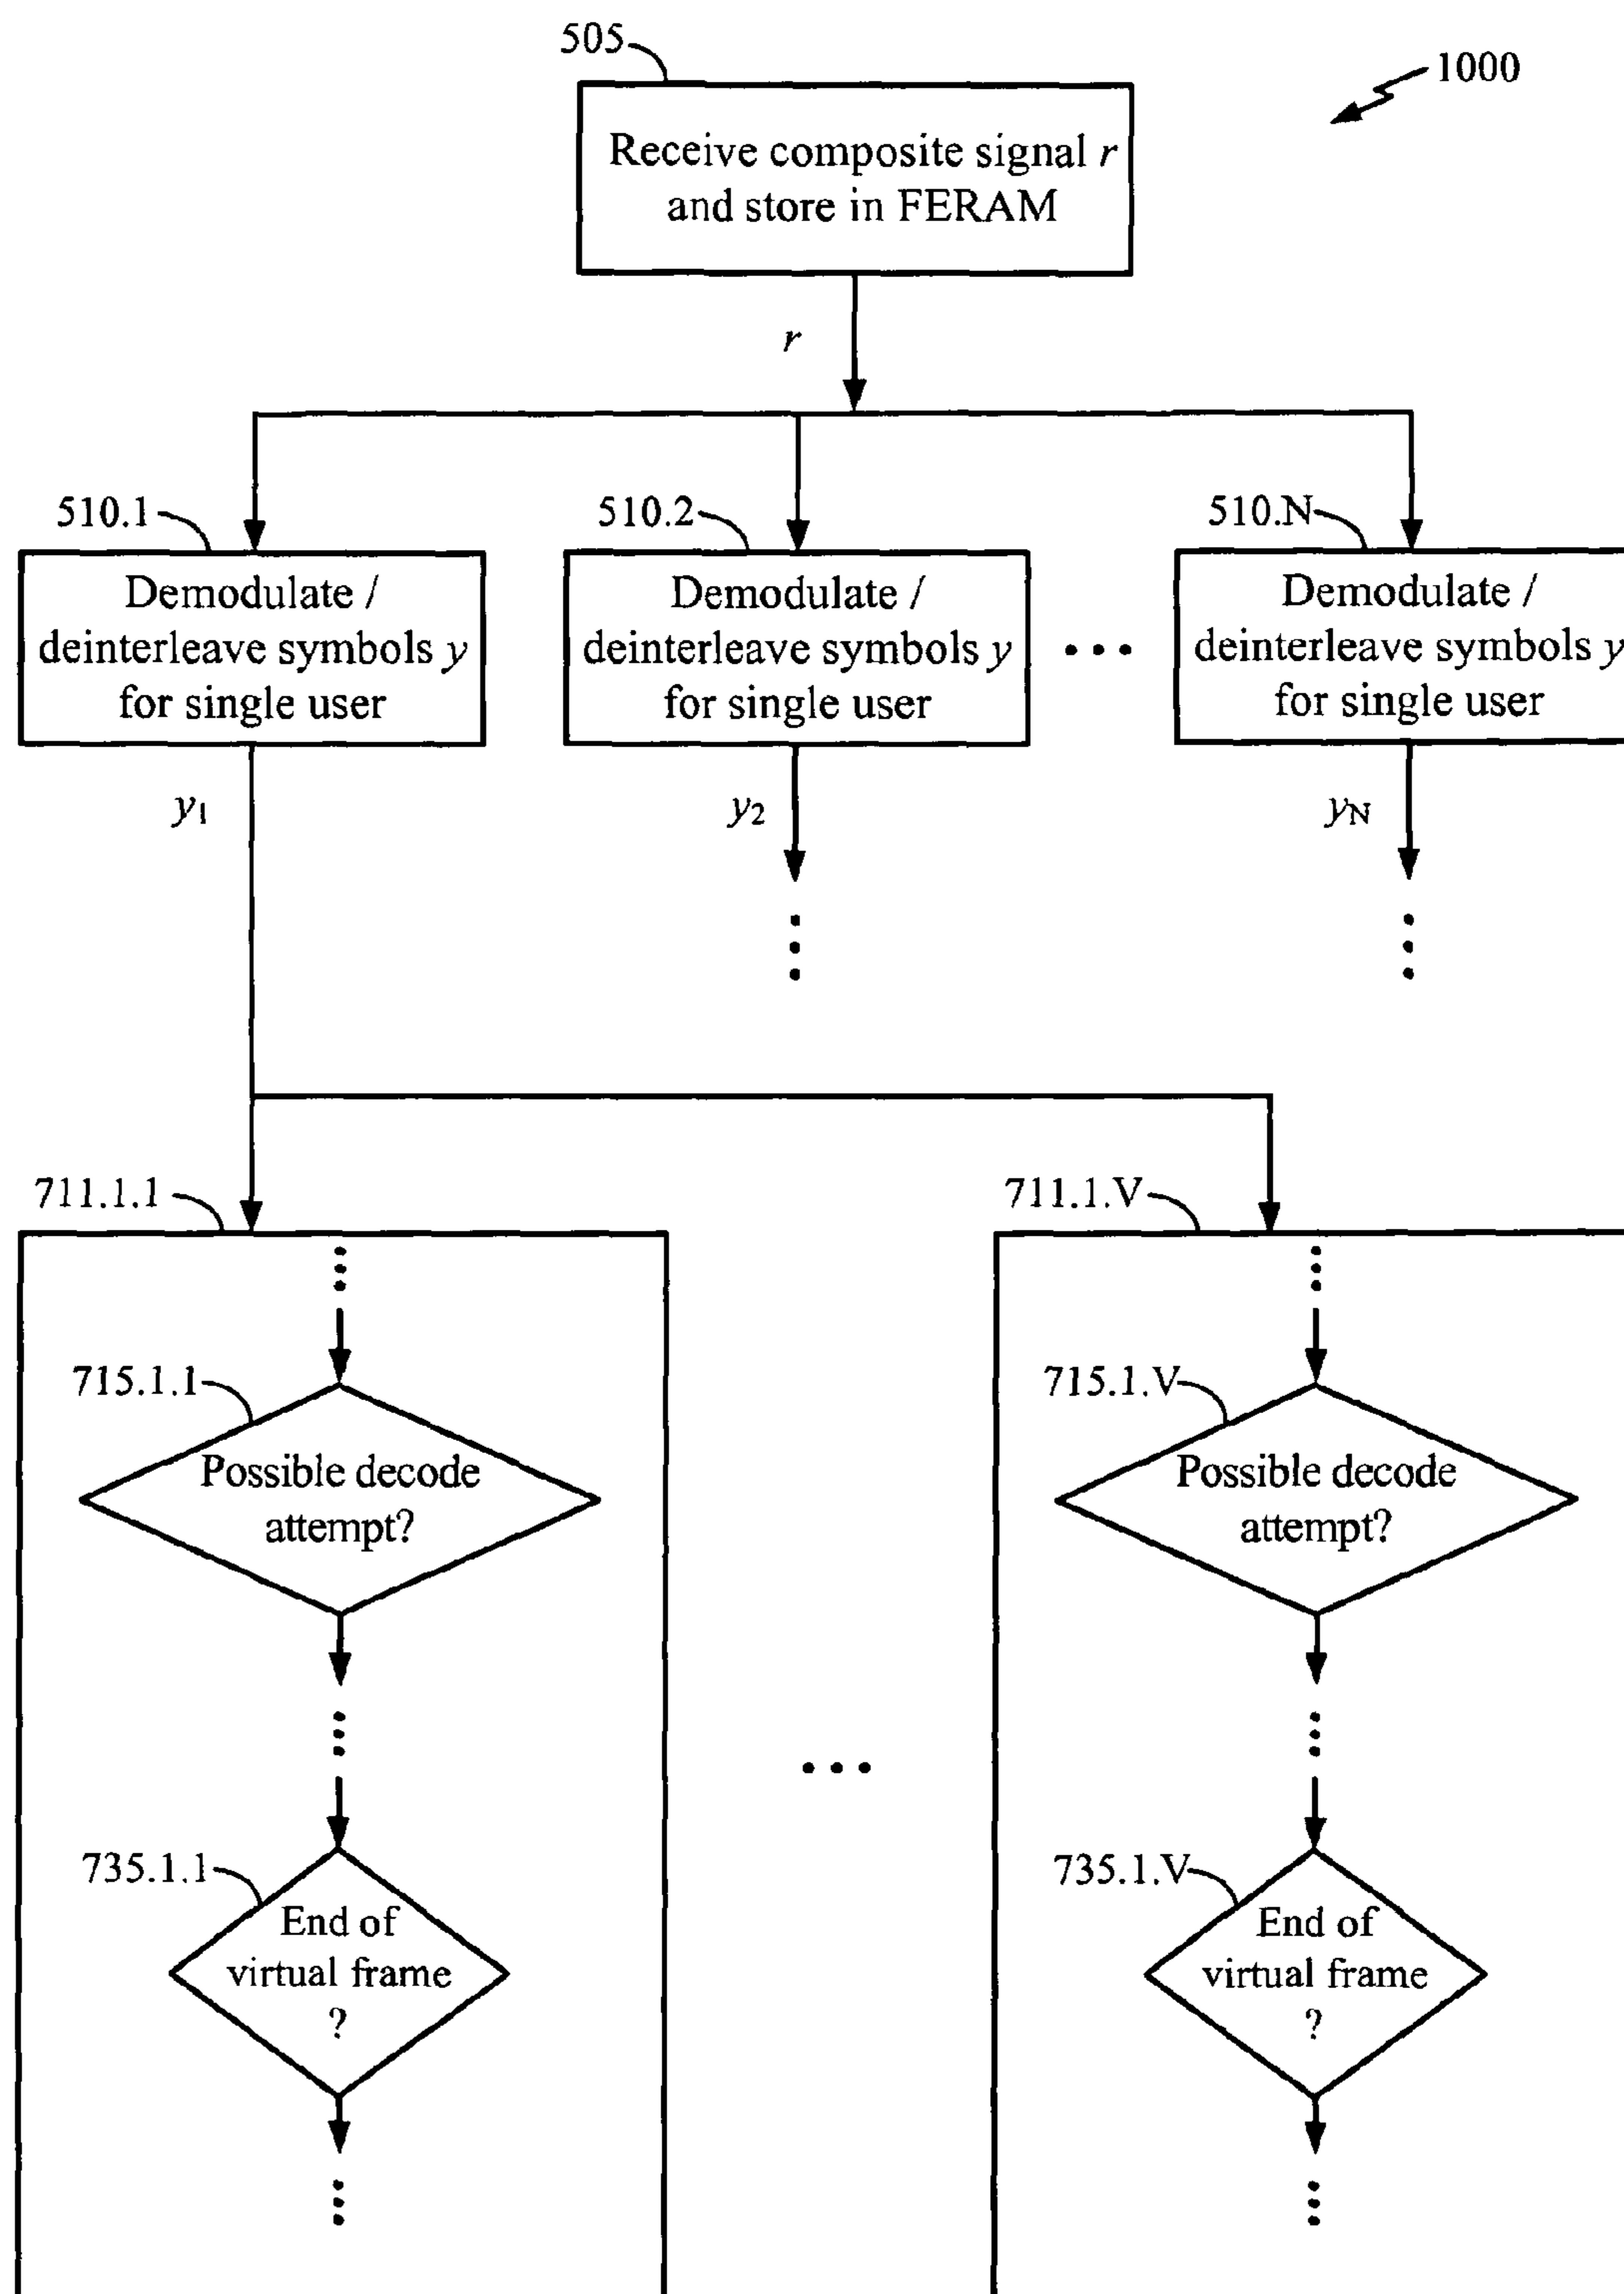 505
1000
Receive composite signal r
and store in FERAM
r
510.1
510.2
510.N
Demodulate /
deinterleave symbols y
for single user
Demodulate /
deinterleave symbols y
for single user
Demodulate /
deinterleave symbols y
for single user
y1
y2
yN
711.1.1
711.1.V
715.1.1
715.1.V
Possible decode
attempt?
Possible decode
attempt?
735.1.1
735.1.V
End of
virtual frame
?
End of
virtual frame
?